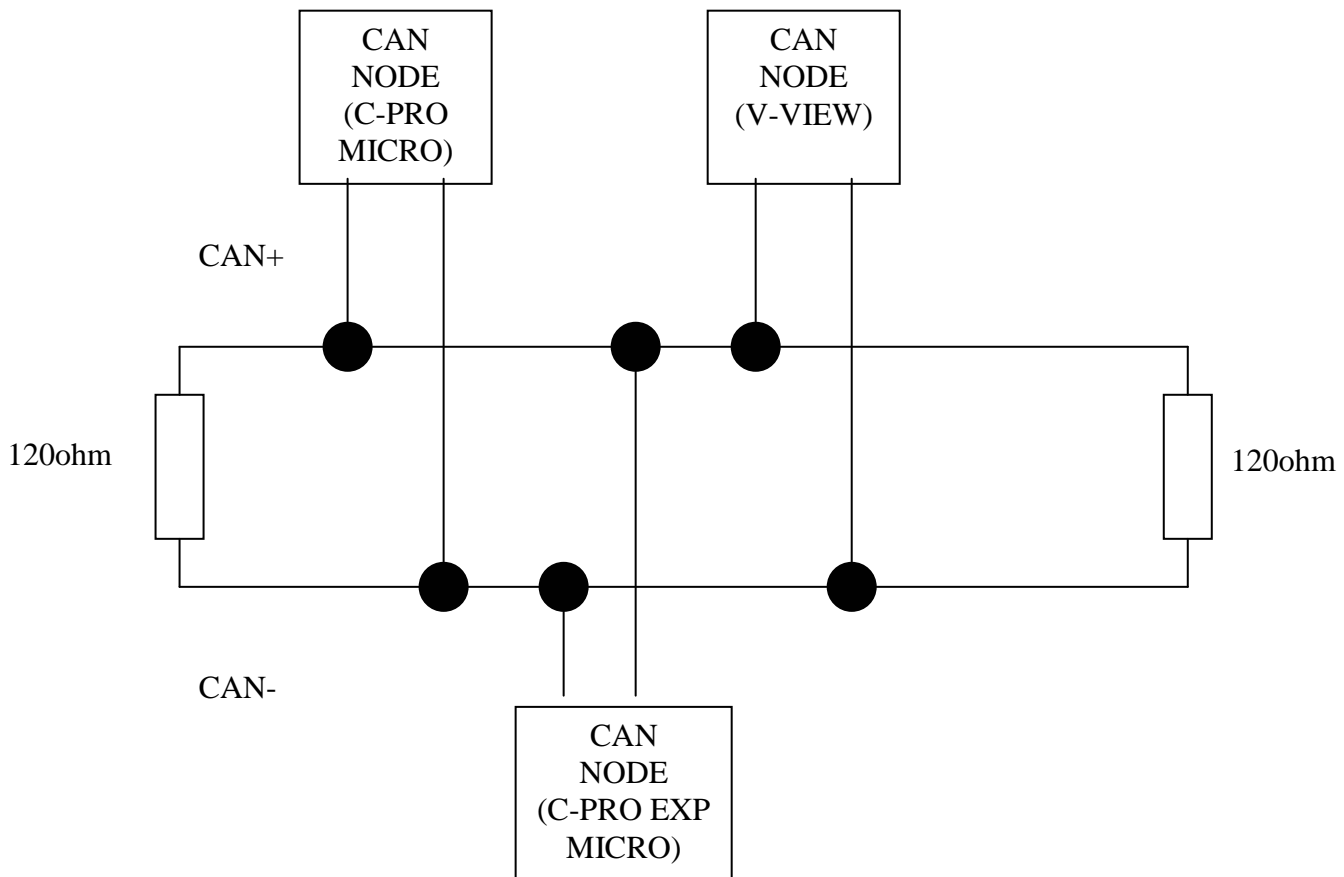 CAN
NODE
(C-PRO
MICRO)
CAN
NODE
(V-VIEW)
CAN+
120ohm
120ohm
CAN-
CAN
NODE
(C-PRO EXP
MICRO)